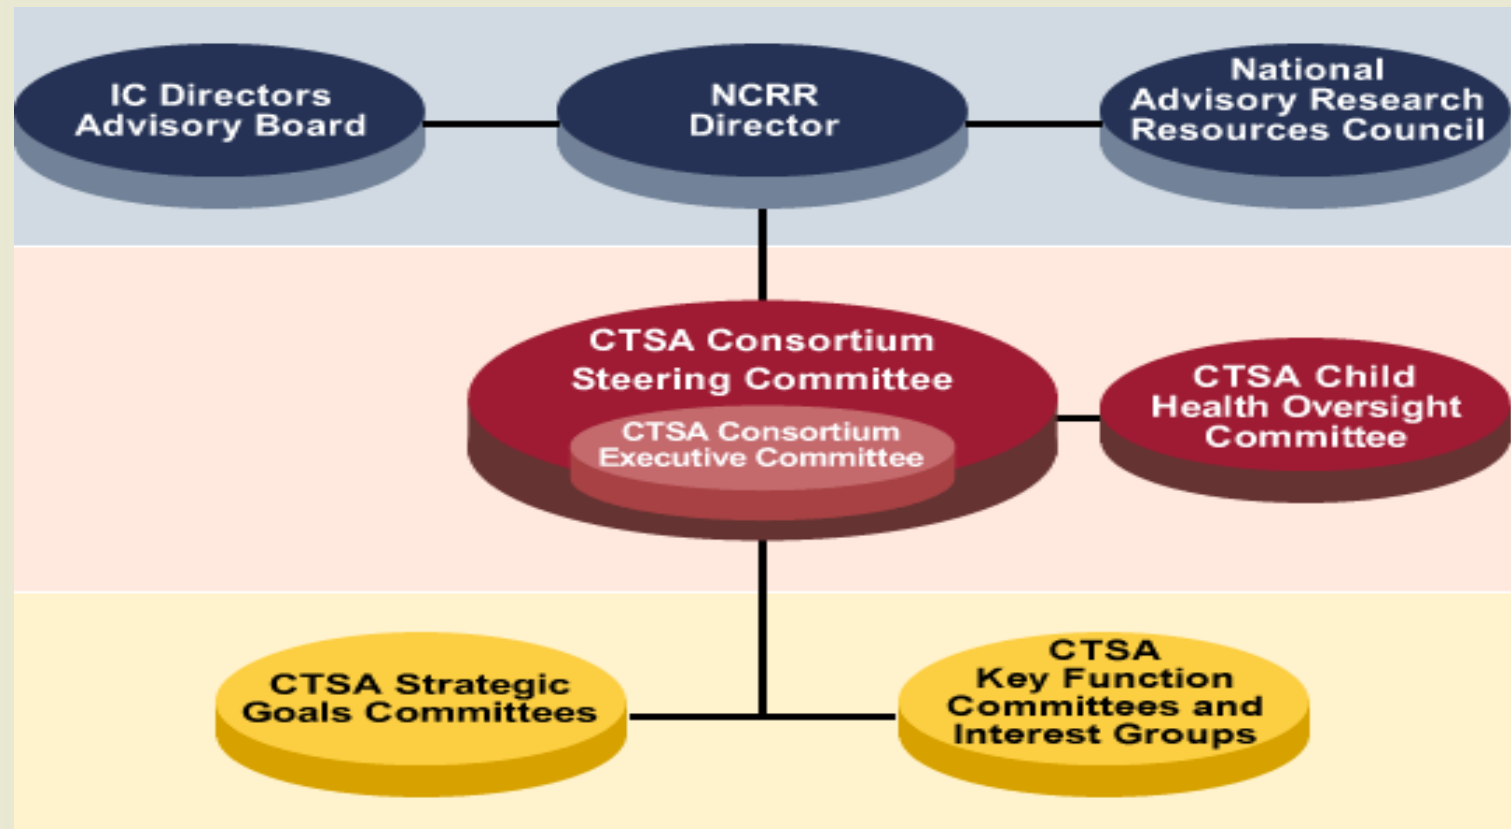 IC Directors
Advisory Board
NCRR
Director
National
Advisory Research
Resources Council
CTSA Consortium
Steering Committee
CTSA Consortium
Executive Committee
CTSA Child
Health Oversight
Committee
CTSA Strategic
Goals Committees
CTSA
Key Function
Committees and
Interest Groups